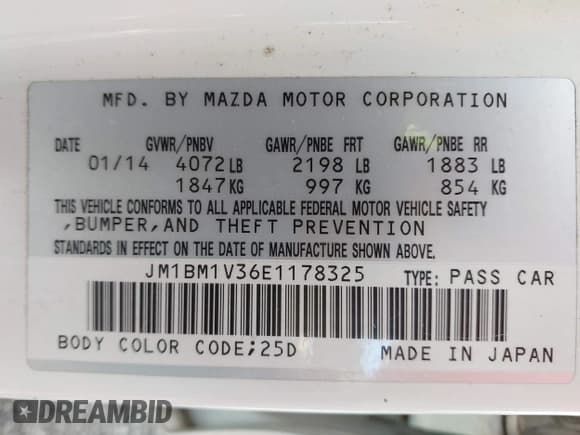 MFD. BY MAZDA MOTOR CORPORATION
DATE GVWR/PNBV GAWR/PNBE FRT GAWR/PNBE RR
01/14 4072 LB 2198 LB 1883 LB
1847 KG 997 KG 854 KG
THIS VEHICLE CONFORMS TO ALL APPLICABLE FEDERAL MOTOR VEHICLE SAFETY
,BUMPER,AND THEFT PREVENTION
STANDARDS IN EFFECT ON THE DATE OF MANUFACTURE SHOWN ABOVE.
JM1BM1V36E1178325 TYPE: PASS CAR
BODY COLOR CODE;25D MADE IN JAPAN
DREAMBID